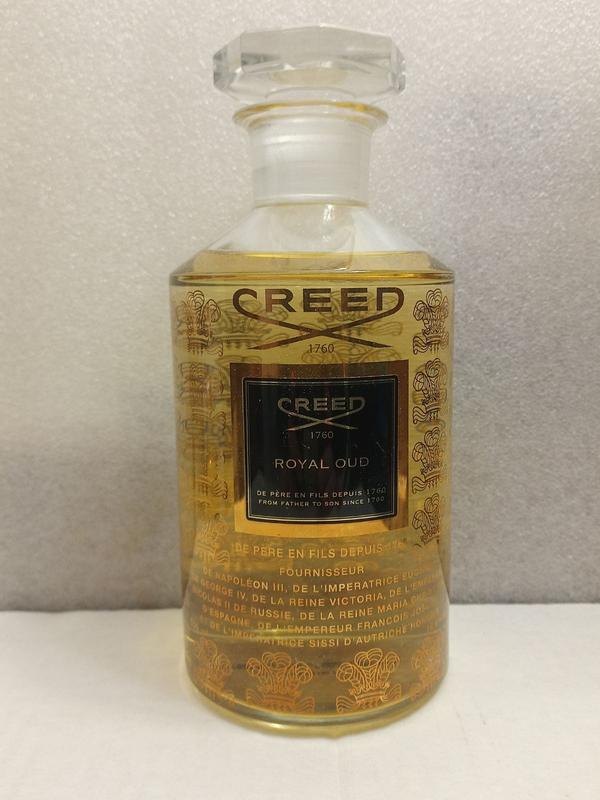 CREED
1760
CREED
1760
ROYAL OUD
DE PÈRE EN FILS DEPUIS 1760
FROM FATHER TO SON SINCE 1760
DE PÈRE EN FILS DEPUIS
FOURNISSEUR
DE NAPOLÉON III, DE L'IMPERATRICE
GEORGE IV, DE LA REINE VICTORIA, DE
NICOLAS II DE RUSSIE, DE LA REINE MARIA
D'ESPAGNE, DE L'EMPEREUR FRANCOIS
ET DE L'IMPÉRATRICE SISSI D'AUTRICHE